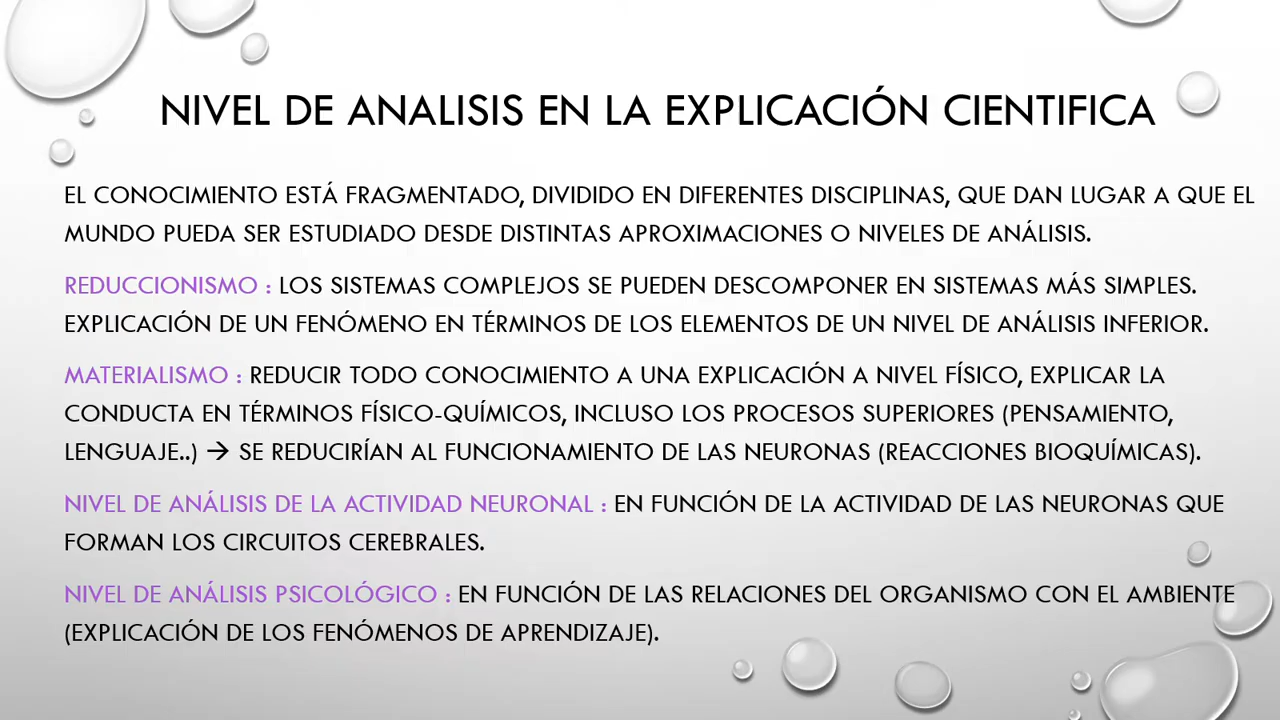 NIVEL DE ANALISIS EN LA EXPLICACIÓN CIENTIFICA
EL CONOCIMIENTO ESTÁ FRAGMENTADO, DIVIDIDO EN DIFERENTES DISCIPLINAS, QUE DAN LUGAR A QUE EL
MUNDO PUEDA SER ESTUDIADO DESDE DISTINTAS APROXIMACIONES O NIVELES DE ANÁLISIS.
REDUCCIONISMO : LOS SISTEMAS COMPLEJOS SE PUEDEN DESCOMPONER EN SISTEMAS MÁS SIMPLES.
EXPLICACIÓN DE UN FENÓMENO EN TÉRMINOS DE LOS ELEMENTOS DE UN NIVEL DE ANÁLISIS INFERIOR.
MATERIALISMO : REDUCIR TODO CONOCIMIENTO A UNA EXPLICACIÓN A NIVEL FÍSICO, EXPLICAR LA
CONDUCTA EN TÉRMINOS FÍSICO-QUÍMICOS, INCLUSO LOS PROCESOS SUPERIORES (PENSAMIENTO,
LENGUAJE..) → SE REDUCIRÍAN AL FUNCIONAMIENTO DE LAS NEURONAS (REACCIONES BIOQUÍMICAS).
NIVEL DE ANÁLISIS DE LA ACTIVIDAD NEURONAL : EN FUNCIÓN DE LA ACTIVIDAD DE LAS NEURONAS QUE
FORMAN LOS CIRCUITOS CEREBRALES.
NIVEL DE ANÁLISIS PSICOLÓGICO : EN FUNCIÓN DE LAS RELACIONES DEL ORGANISMO CON EL AMBIENTE
(EXPLICACIÓN DE LOS FENÓMENOS DE APRENDIZAJE).